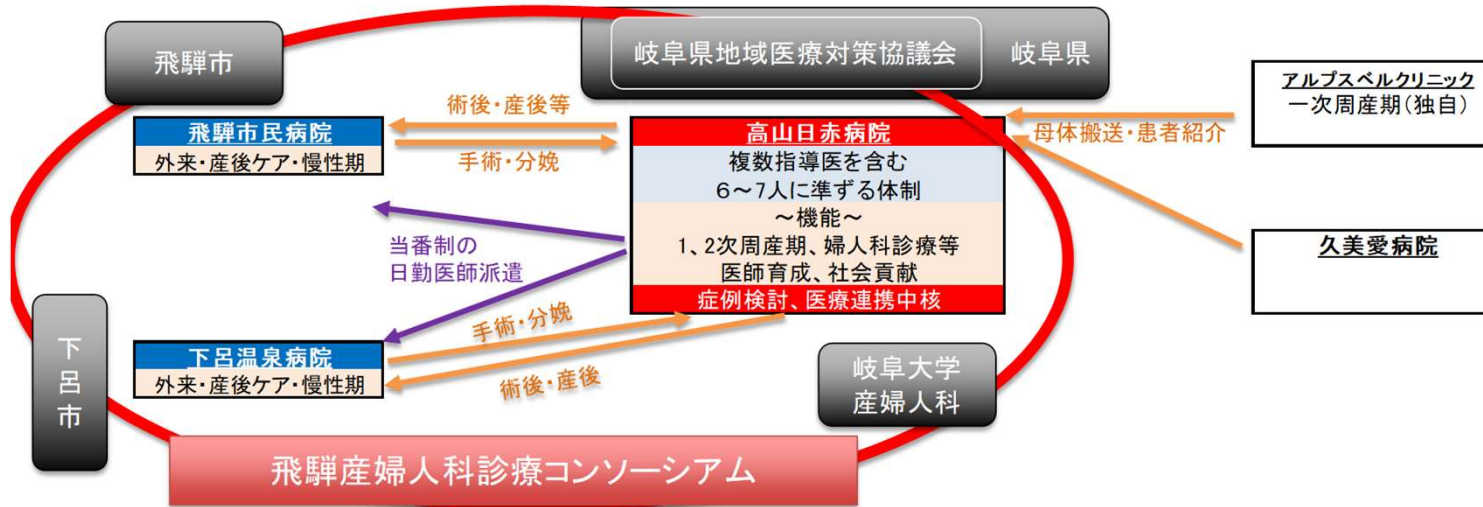 飛騨市
岐阜県地域医療対策協議会
岐阜県
アルプスベルクリニック
一次周産期(独自)
術後・産後等
飛騨市民病院
外来・産後ケア・慢性期
手術・分娩
高山日赤病院
複数指導医を含む
6~7人に準ずる体制
~機能~
1、2次周産期、婦人科診療等
医師育成、社会貢献
症例検討、医療連携中核
母体搬送・患者紹介
久美愛病院
当番制の
日勤医師派遣
下呂市
下呂温泉病院
外来・産後ケア・慢性期
手術・分娩
術後・産後
岐阜大学
産婦人科
飛騨産婦人科診療コンソーシアム